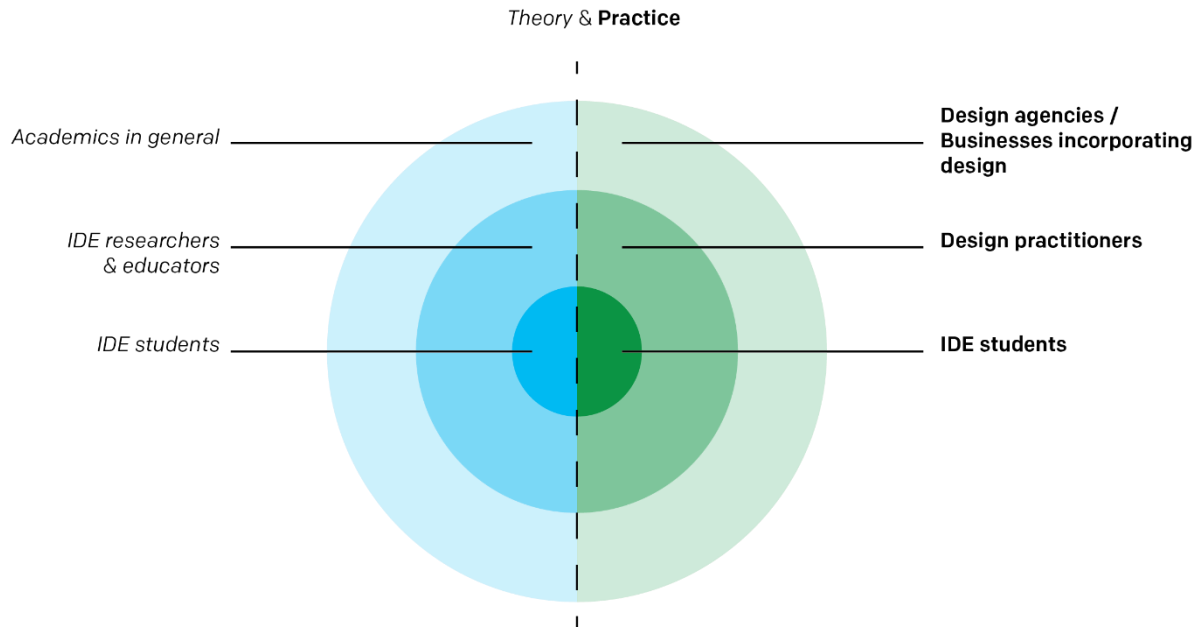 Theory & Practice
Academics in general
Design agencies /
Businesses incorporating
design
IDE researchers
& educators
Design practitioners
IDE students
IDE students